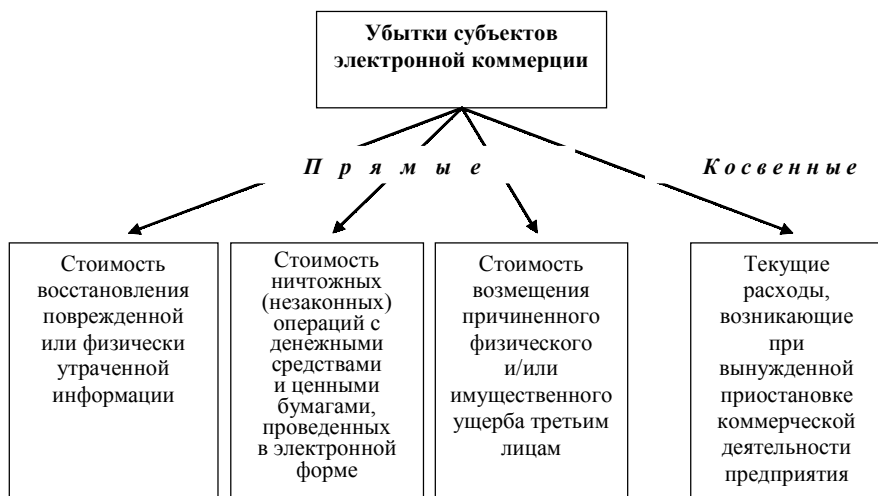 Убытки субъектов
электронной коммерции
Прямые
Косвенные
Стоимость
восстановления
поврежденной
или физически
утраченной
информации
Стоимость
ничтожных
(незаконных)
операций с
денежными
средствами
и ценными
бумагами,
проведенных
в электронной
форме
Стоимость
возмещения
причиненного
физического
и/или
имущественного
ущерба третьим
лицам
Текущие
расходы,
возникающие
при
вынужденной
приостановке
коммерческой
деятельности
предприятия